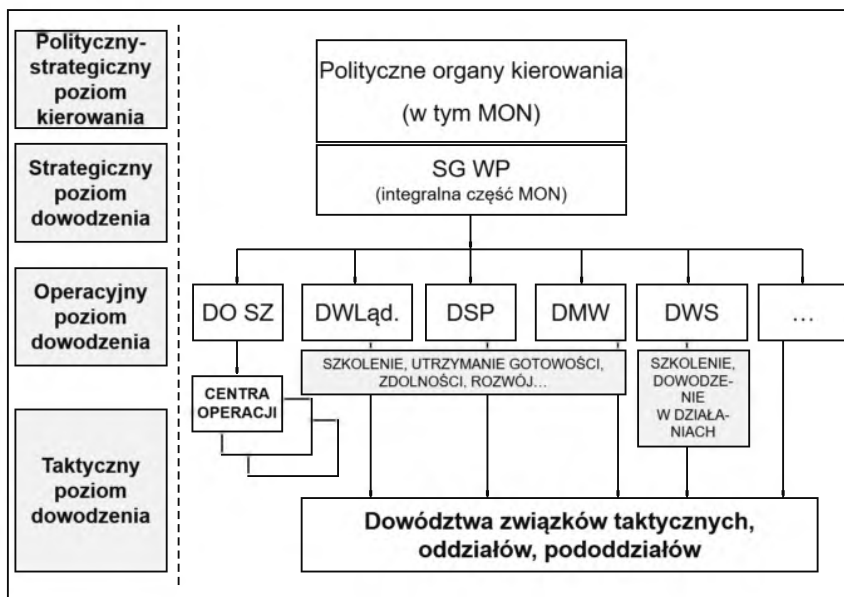 Polityczny-
strategiczny
poziom
kierowania
Polityczne organy kierowania
(w tym MON)
Strategiczny
poziom
dowodzenia
SG WP
(integralna część MON)
Operacyjny
poziom
dowodzenia
DO SZ
DWLąd.
DSP
DMW
DWS
...
SZKOLENIE, UTRZYMANIE GOTOWOŚCI,
ZDOLNOŚCI, ROZWÓJ...
SZKOLENIE,
DOWODZE-
NIE
W DZIAŁA-
NIACH
CENTRA
OPERACJI
Taktyczny
poziom
dowodzenia
Dowództwa związków taktycznych,
oddziałów, pododdziałów